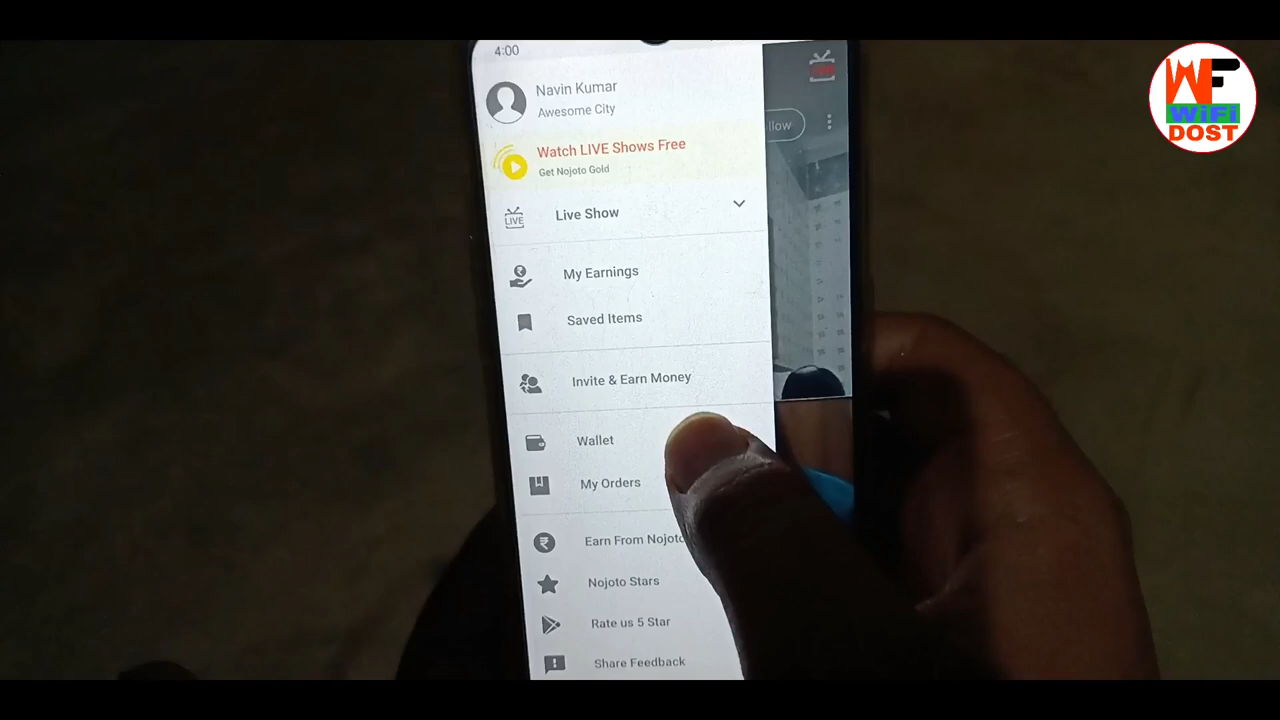 4:00
Navin Kumar
Awesome City
Watch LIVE Shows Free
Get Nojoto Gold
LIVE
Live Show
My Earnings
Saved Items
Invite & Earn Money
Wallet
My Orders
Earn From Nojoto
Nojoto Stars
Rate us 5 Star
Share Feedback
llow
WF
WiFi
DOST